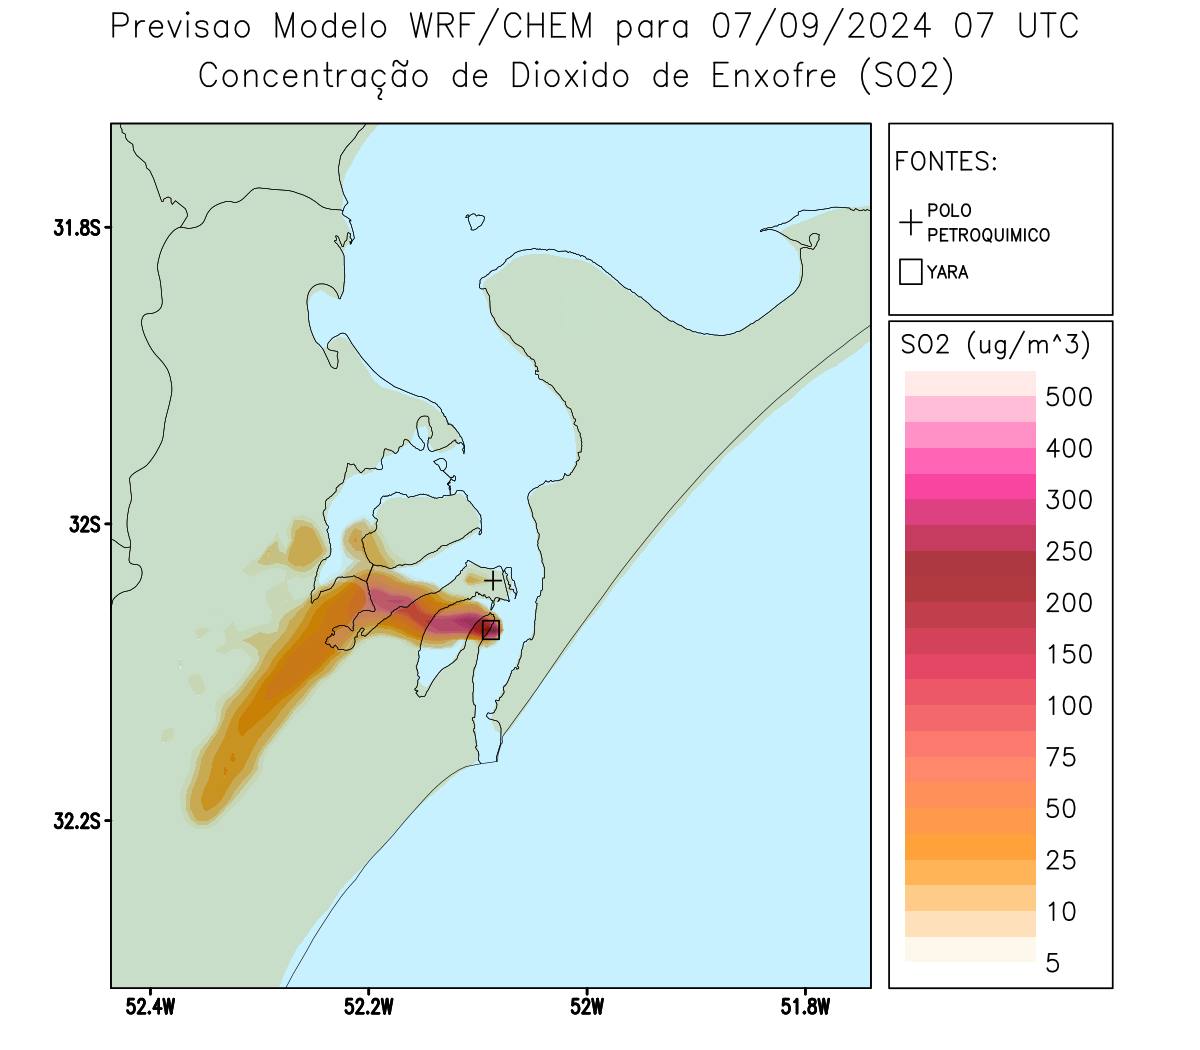 Previsao Modelo WRF/CHEM para 07/09/2024 07 UTC
Concentração de Dioxido de Enxofre (SO2)
FONTES:
POLO
PETROQUIMICO
YARA
SO2 (ug/m^3)
500
400
300
250
200
150
100
75
50
25
10
5
31.8S
32S
32.2S
52.4W
52.2W
52W
51.8W